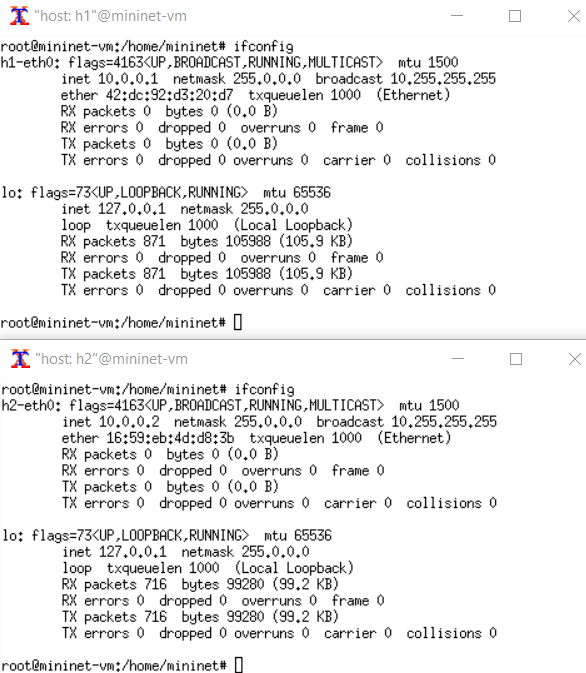 "host: h1"@mininet-vm
root@mininet-vm:/home/mininet# ifconfig
h1-eth0: flags=4163<UP,BROADCAST,RUNNING,MULTICAST>  mtu 1500
        inet 10.0.0.1  netmask 255.0.0.0  broadcast 10.255.255.255
        ether 42:dc:92:d3:20:d7  txqueuelen 1000  (Ethernet)
        RX packets 0  bytes 0 (0.0 B)
        RX errors 0  dropped 0  overruns 0  frame 0
        TX packets 0  bytes 0 (0.0 B)
        TX errors 0  dropped 0 overruns 0  carrier 0  collisions 0
lo: flags=73<UP,LOOPBACK,RUNNING>  mtu 65536
        inet 127.0.0.1  netmask 255.0.0.0
        loop  txqueuelen 1000  (Local Loopback)
        RX packets 871  bytes 105988 (105.9 KB)
        RX errors 0  dropped 0  overruns 0  frame 0
        TX packets 871  bytes 105988 (105.9 KB)
        TX errors 0  dropped 0 overruns 0  carrier 0  collisions 0
root@mininet-vm:/home/mininet#
"host: h2"@mininet-vm
root@mininet-vm:/home/mininet# ifconfig
h2-eth0: flags=4163<UP,BROADCAST,RUNNING,MULTICAST>  mtu 1500
        inet 10.0.0.2  netmask 255.0.0.0  broadcast 10.255.255.255
        ether 16:59:eb:4d:d8:3b  txqueuelen 1000  (Ethernet)
        RX packets 0  bytes 0 (0.0 B)
        RX errors 0  dropped 0  overruns 0  frame 0
        TX packets 0  bytes 0 (0.0 B)
        TX errors 0  dropped 0 overruns 0  carrier 0  collisions 0
lo: flags=73<UP,LOOPBACK,RUNNING>  mtu 65536
        inet 127.0.0.1  netmask 255.0.0.0
        loop  txqueuelen 1000  (Local Loopback)
        RX packets 716  bytes 99280 (99.2 KB)
        RX errors 0  dropped 0  overruns 0  frame 0
        TX packets 716  bytes 99280 (99.2 KB)
        TX errors 0  dropped 0 overruns 0  carrier 0  collisions 0
root@mininet-vm:/home/mininet#